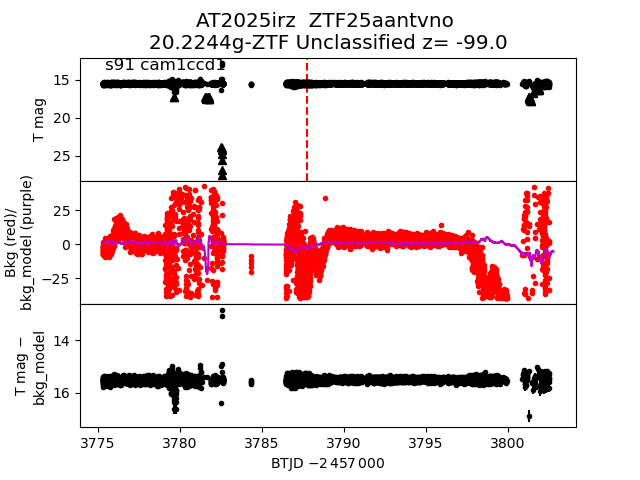 AT2025irz  ZTF25aantvno
20.2244g-ZTF Unclassified z= -99.0
s91 cam1ccd1
T mag
15
20
25
Bkg (red)/
bkg_model (purple)
25
0
−25
T mag −
bkg_model
14
16
3775
3780
3785
3790
3795
3800
BTJD −2 457 000